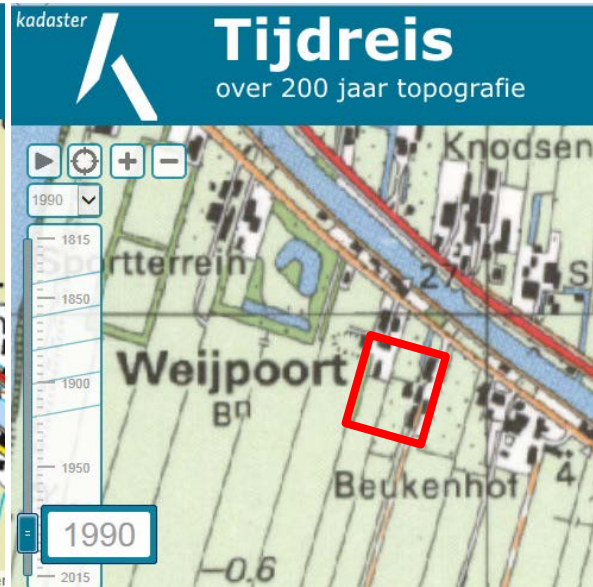 kadaster
Tijdreis
over 200 jaar topografie
1990
1815
1850
1900
1950
1990
2015
Knodsen
Sportterrein
27
S
Weijpoort
Bⁿ
Beukenhof
4
-0,6